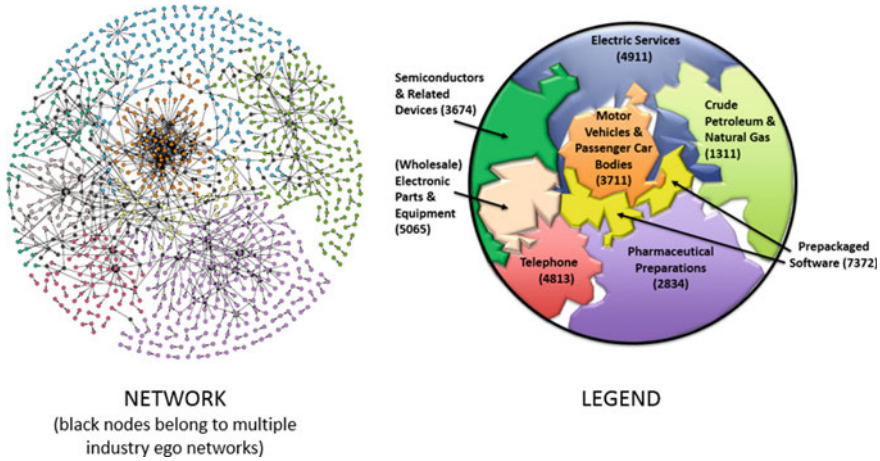 Electric Services
(4911)
Semiconductors
& Related
Devices (3674)
Motor
Vehicles &
Passenger Car
Bodies
(3711)
Crude
Petroleum &
Natural Gas
(1311)
(Wholesale)
Electronic
Parts &
Equipment
(5065)
Telephone
(4813)
Pharmaceutical
Preparations
(2834)
Prepackaged
Software (7372)
NETWORK
(black nodes belong to multiple
industry ego networks)
LEGEND